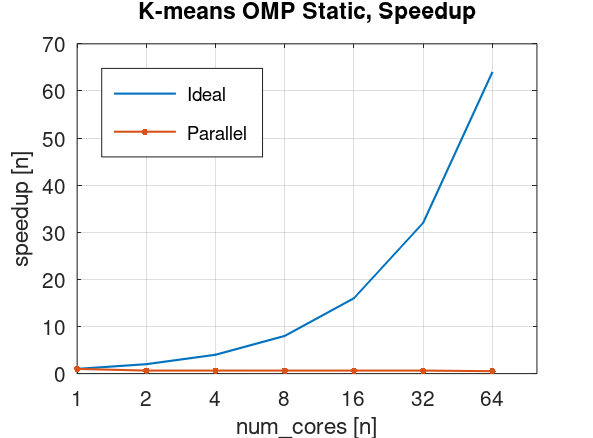 K-means OMP Static, Speedup
70
60
50
40
30
20
10
0
speedup [n]
Ideal
Parallel
1 2 4 8 16 32 64
num_cores [n]